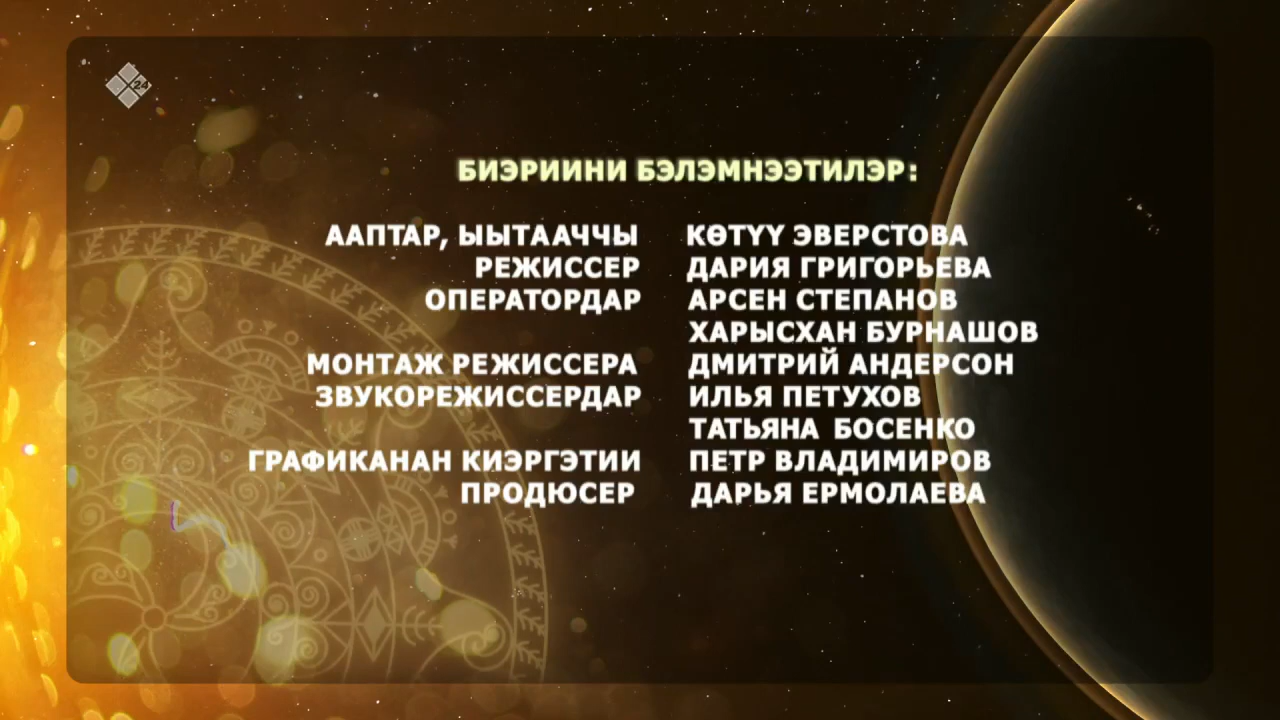 24
БИЭРИИНИ БЭЛЭМНЭЭТИЛЭР:
ААПТАР, ЫЫТААЧЧЫ КӨТҮҮ ЭВЕРСТОВА
РЕЖИССЕР ДАРИЯ ГРИГОРЬЕВА
ОПЕРАТОРДАР АРСЕН СТЕПАНОВ
ХАРЫСХАН БУРНАШОВ
МОНТАЖ РЕЖИССЕРА ДМИТРИЙ АНДЕРСОН
ЗВУКОРЕЖИССЕРДАР ИЛЬЯ ПЕТУХОВ
ТАТЬЯНА БОСЕНКО
ГРАФИКАНАН КИЭРГЭТИИ ПЕТР ВЛАДИМИРОВ
ПРОДЮСЕР ДАРЬЯ ЕРМОЛАЕВА